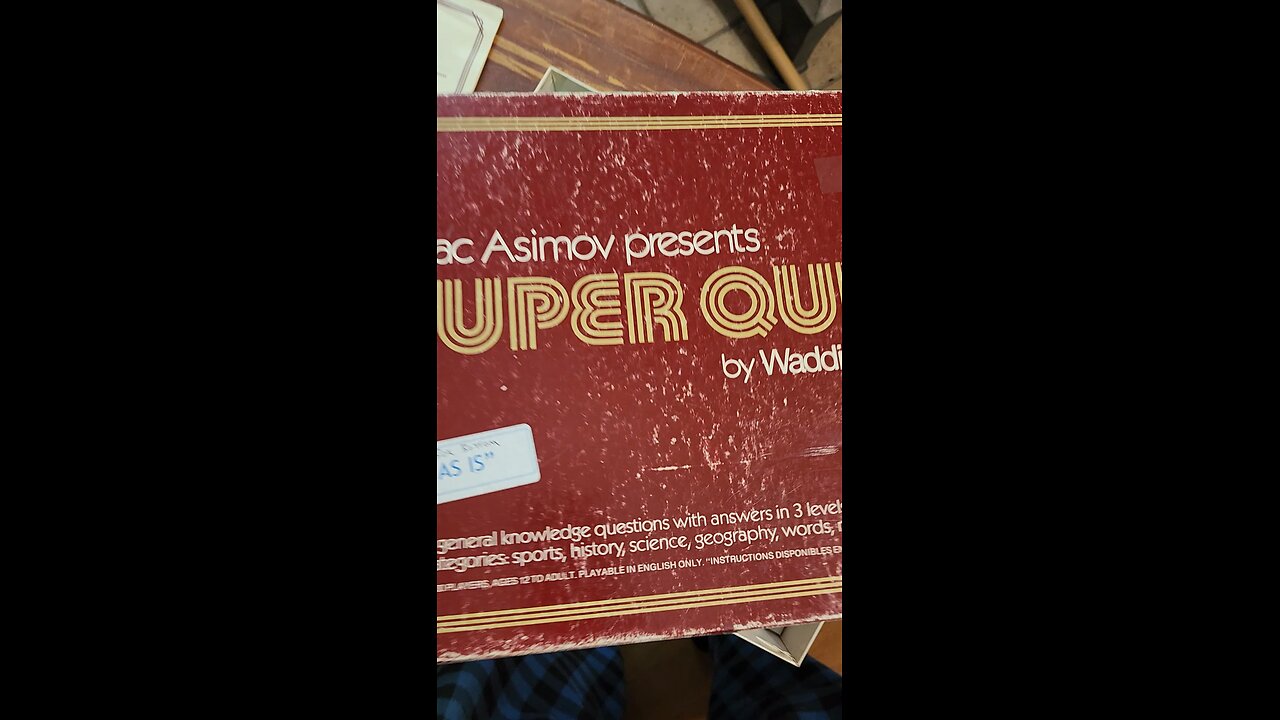 ac Asimov presents
UPER QU
by Waddi
AS IS"
general knowledge questions with answers in 3 level
tegories: sports, history, science, geography, words,
PLAYERS, AGES 12 TO ADULT. PLAYABLE IN ENGLISH ONLY. "INSTRUCTIONS DISPONIBLES EN